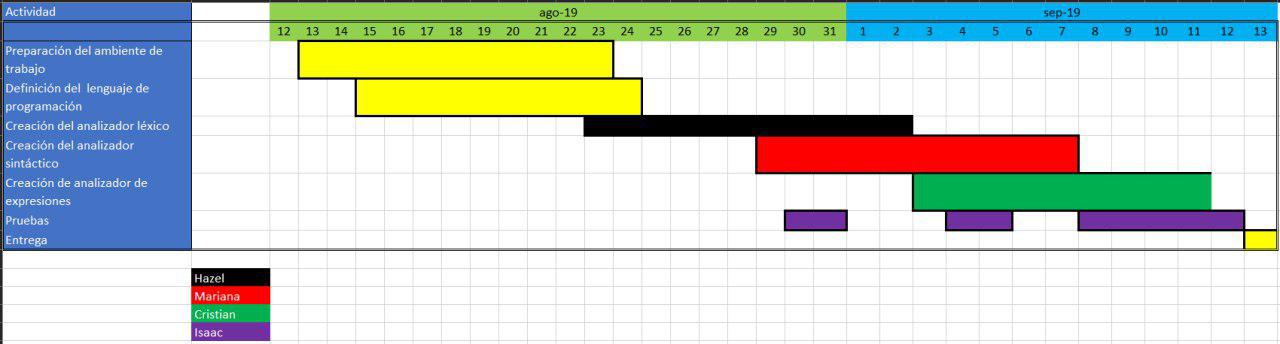 Actividad
ago-19
sep-19
12 13 14 15 16 17 18 19 20 21 22 23 24 25 26 27 28 29 30 31 1 2 3 4 5 6 7 8 9 10 11 12 13
Preparación del ambiente de
trabajo
Definición del lenguaje de
programación
Creación del analizador léxico
Creación del analizador
sintáctico
Creación de analizador de
expresiones
Pruebas
Entrega
Hazel
Mariana
Cristian
Isaac